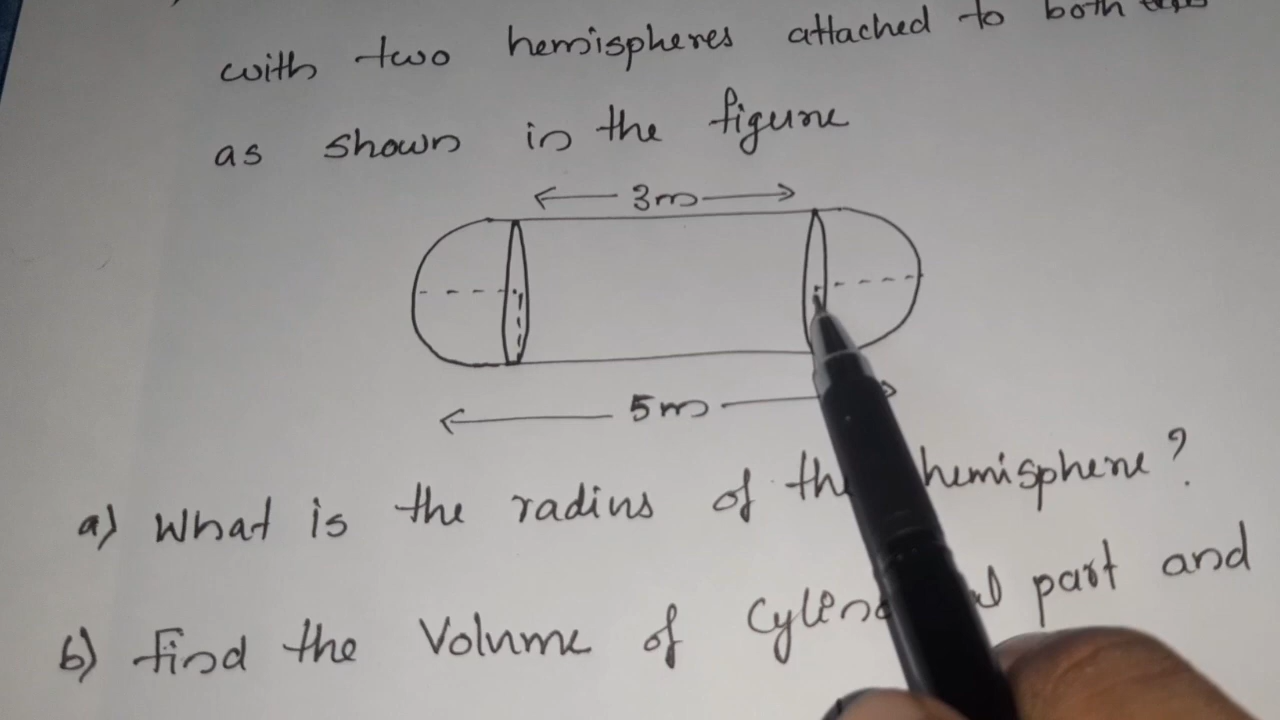 with two hemispheres attached to both
as shown in the figure
3m
5m
a) What is the radius of the hemisphere?
b) find the Volume of part and